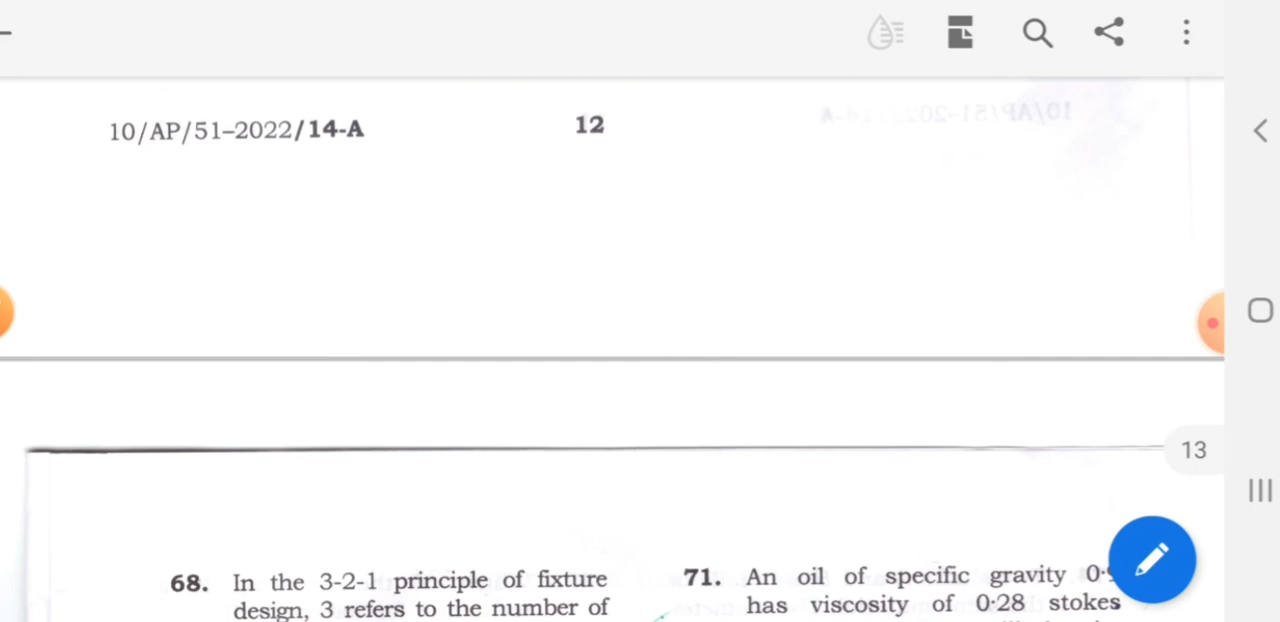 10/AP/51–2022/14-A
12
13
68. In the 3-2-1 principle of fixture
design, 3 refers to the number of
71. An oil of specific gravity
has viscosity of 0·28 stokes